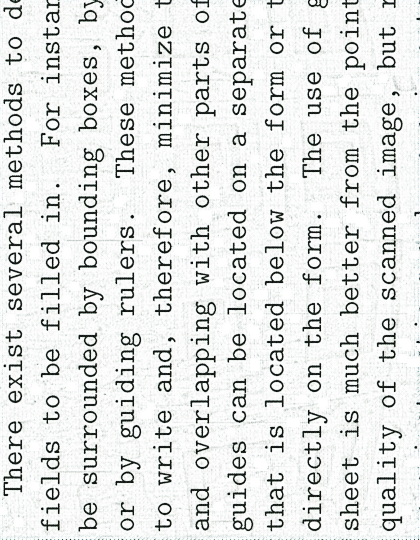 There exist several methods to de
fields to be filled in. For instan
be surrounded by bounding boxes, by
or by guiding rulers. These method
to write and, therefore, minimize t
and overlapping with other parts of
guides can be located on a separate
that is located below the form or t
directly on the form. The use of g
sheet is much better from the point
quality of the scanned image, but r